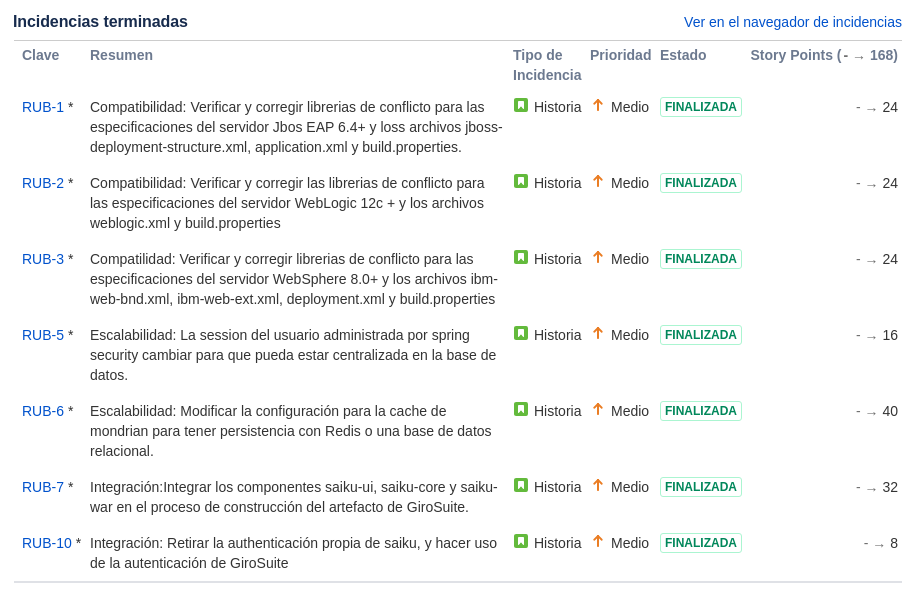 Incidencias terminadas Ver en el navegador de incidencias
Clave Resumen Tipo de Incidencia Prioridad Estado Story Points (- → 168)
RUB-1 * Compatibilidad: Verificar y corregir librerias de conflicto para las Historia Medio FINALIZADA - → 24
especificaciones del servidor Jbos EAP 6.4+ y loss archivos jboss-
deployment-structure.xml, application.xml y build.properties.
RUB-2 * Compatibilidad: Verificar y corregir las librerias de conflicto para Historia Medio FINALIZADA - → 24
las especificaciones del servidor WebLogic 12c + y los archivos
weblogic.xml y build.properties
RUB-3 * Compatilidad: Verificar y corregir librerias de conflicto para las Historia Medio FINALIZADA - → 24
especificaciones del servidor WebSphere 8.0+ y los archivos ibm-
web-bnd.xml, ibm-web-ext.xml, deployment.xml y build.properties
RUB-5 * Escalabilidad: La session del usuario administrada por spring Historia Medio FINALIZADA - → 16
security cambiar para que pueda estar centralizada en la base de
datos.
RUB-6 * Escalabilidad: Modificar la configuración para la cache de Historia Medio FINALIZADA - → 40
mondrian para tener persistencia con Redis o una base de datos
relacional.
RUB-7 * Integración:Integrar los componentes saiku-ui, saiku-core y saiku- Historia Medio FINALIZADA - → 32
war en el proceso de construcción del artefacto de GiroSuite.
RUB-10 * Integración: Retirar la authenticación propia de saiku, y hacer uso Historia Medio FINALIZADA - → 8
de la autenticación de GiroSuite